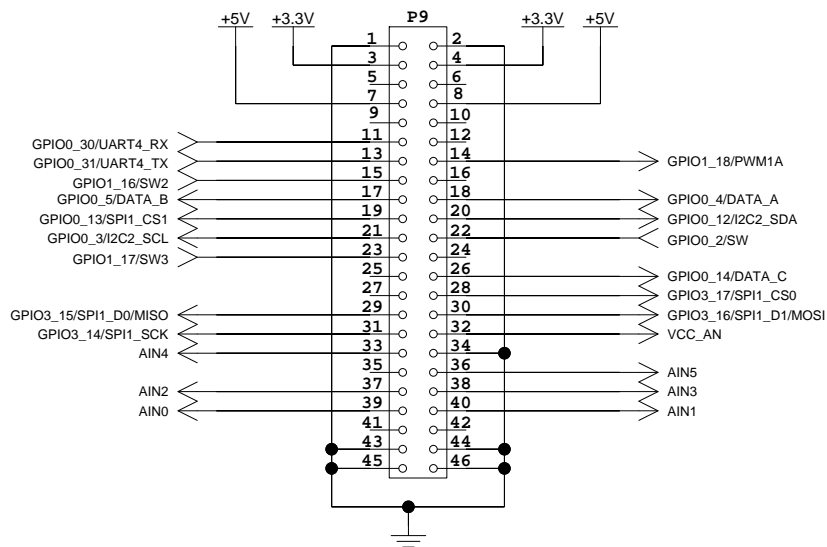 P9
+5V +3.3V +3.3V +5V
1 2
3 4
5 6
7 8
9 10
GPIO0_30/UART4_RX 11 12
GPIO0_31/UART4_TX 13 14 GPIO1_18/PWM1A
GPIO1_16/SW2 15 16
GPIO0_5/DATA_B 17 18 GPIO0_4/DATA_A
GPIO0_13/SPI1_CS1 19 20 GPIO0_12/I2C2_SDA
GPIO0_3/I2C2_SCL 21 22 GPIO0_2/SW
GPIO1_17/SW3 23 24
25 26 GPIO0_14/DATA_C
27 28 GPIO3_17/SPI1_CS0
GPIO3_15/SPI1_D0/MISO 29 30 GPIO3_16/SPI1_D1/MOSI
GPIO3_14/SPI1_SCK 31 32 VCC_AN
AIN4 33 34
35 36 AIN5
AIN2 37 38 AIN3
AIN0 39 40 AIN1
41 42
43 44
45 46